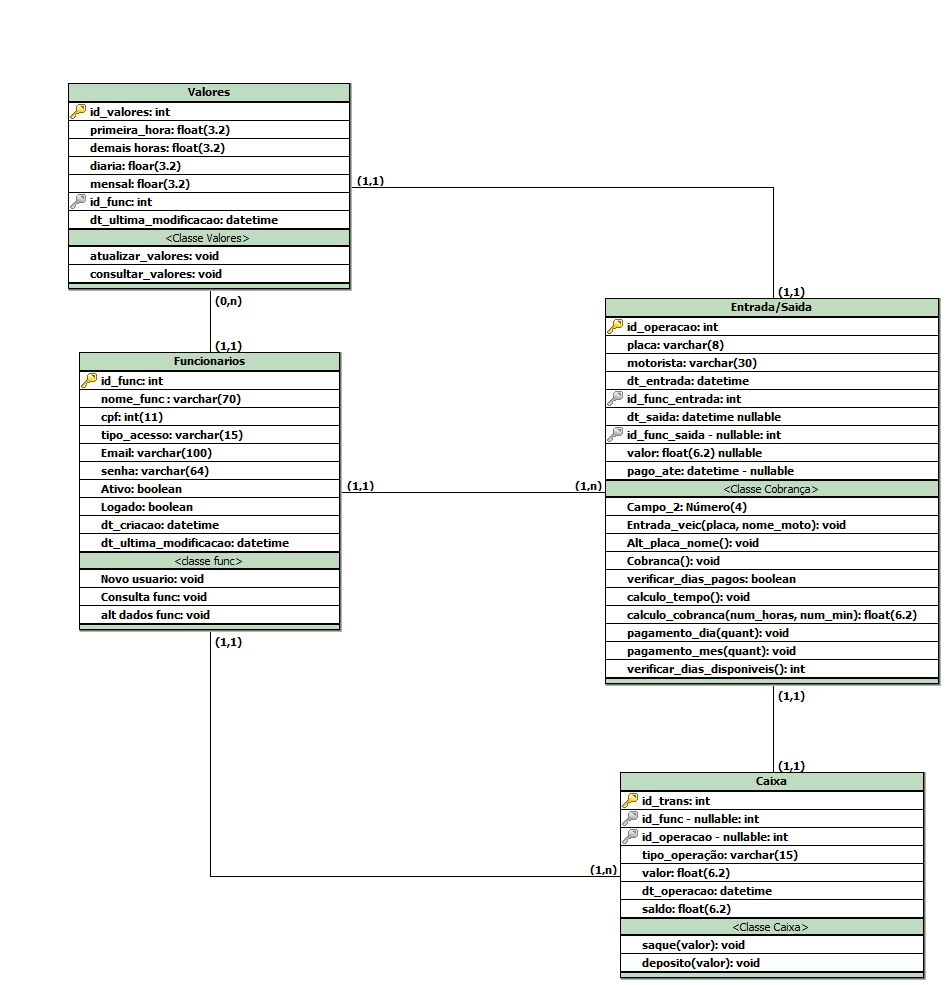 Valores
id_valores: int
primeira_hora: float(3.2)
demais horas: float(3.2)
diaria: floar(3.2)
mensal: floar(3.2)
id_func: int
dt_ultima_modificacao: datetime
<Classe Valores>
atualizar_valores: void
consultar_valores: void
(1,1)
(0,n)
(1,1)
(1,1)
Funcionarios
id_func: int
nome_func : varchar(70)
cpf: int(11)
tipo_acesso: varchar(15)
Email: varchar(100)
senha: varchar(64)
Ativo: boolean
Logado: boolean
dt_criacao: datetime
dt_ultima_modificacao: datetime
<classe func>
Novo usuario: void
Consulta func: void
alt dados func: void
(1,1)
(1,n)
(1,1)
Entrada/Saida
id_operacao: int
placa: varchar(8)
motorista: varchar(30)
dt_entrada: datetime
id_func_entrada: int
dt_saida: datetime nullable
id_func_saida - nullable: int
valor: float(6.2) nullable
pago_ate: datetime - nullable
<Classe Cobrança>
Campo_2: Número(4)
Entrada_veic(placa, nome_moto): void
Alt_placa_nome(): void
Cobranca(): void
verificar_dias_pagos: boolean
calculo_tempo(): void
calculo_cobranca(num_horas, num_min): float(6.2)
pagamento_dia(quant): void
pagamento_mes(quant): void
verificar_dias_disponiveis(): int
(1,1)
(1,1)
(1,n)
Caixa
id_trans: int
id_func - nullable: int
id_operacao - nullable: int
tipo_operação: varchar(15)
valor: float(6.2)
dt_operacao: datetime
saldo: float(6.2)
<Classe Caixa>
saque(valor): void
deposito(valor): void